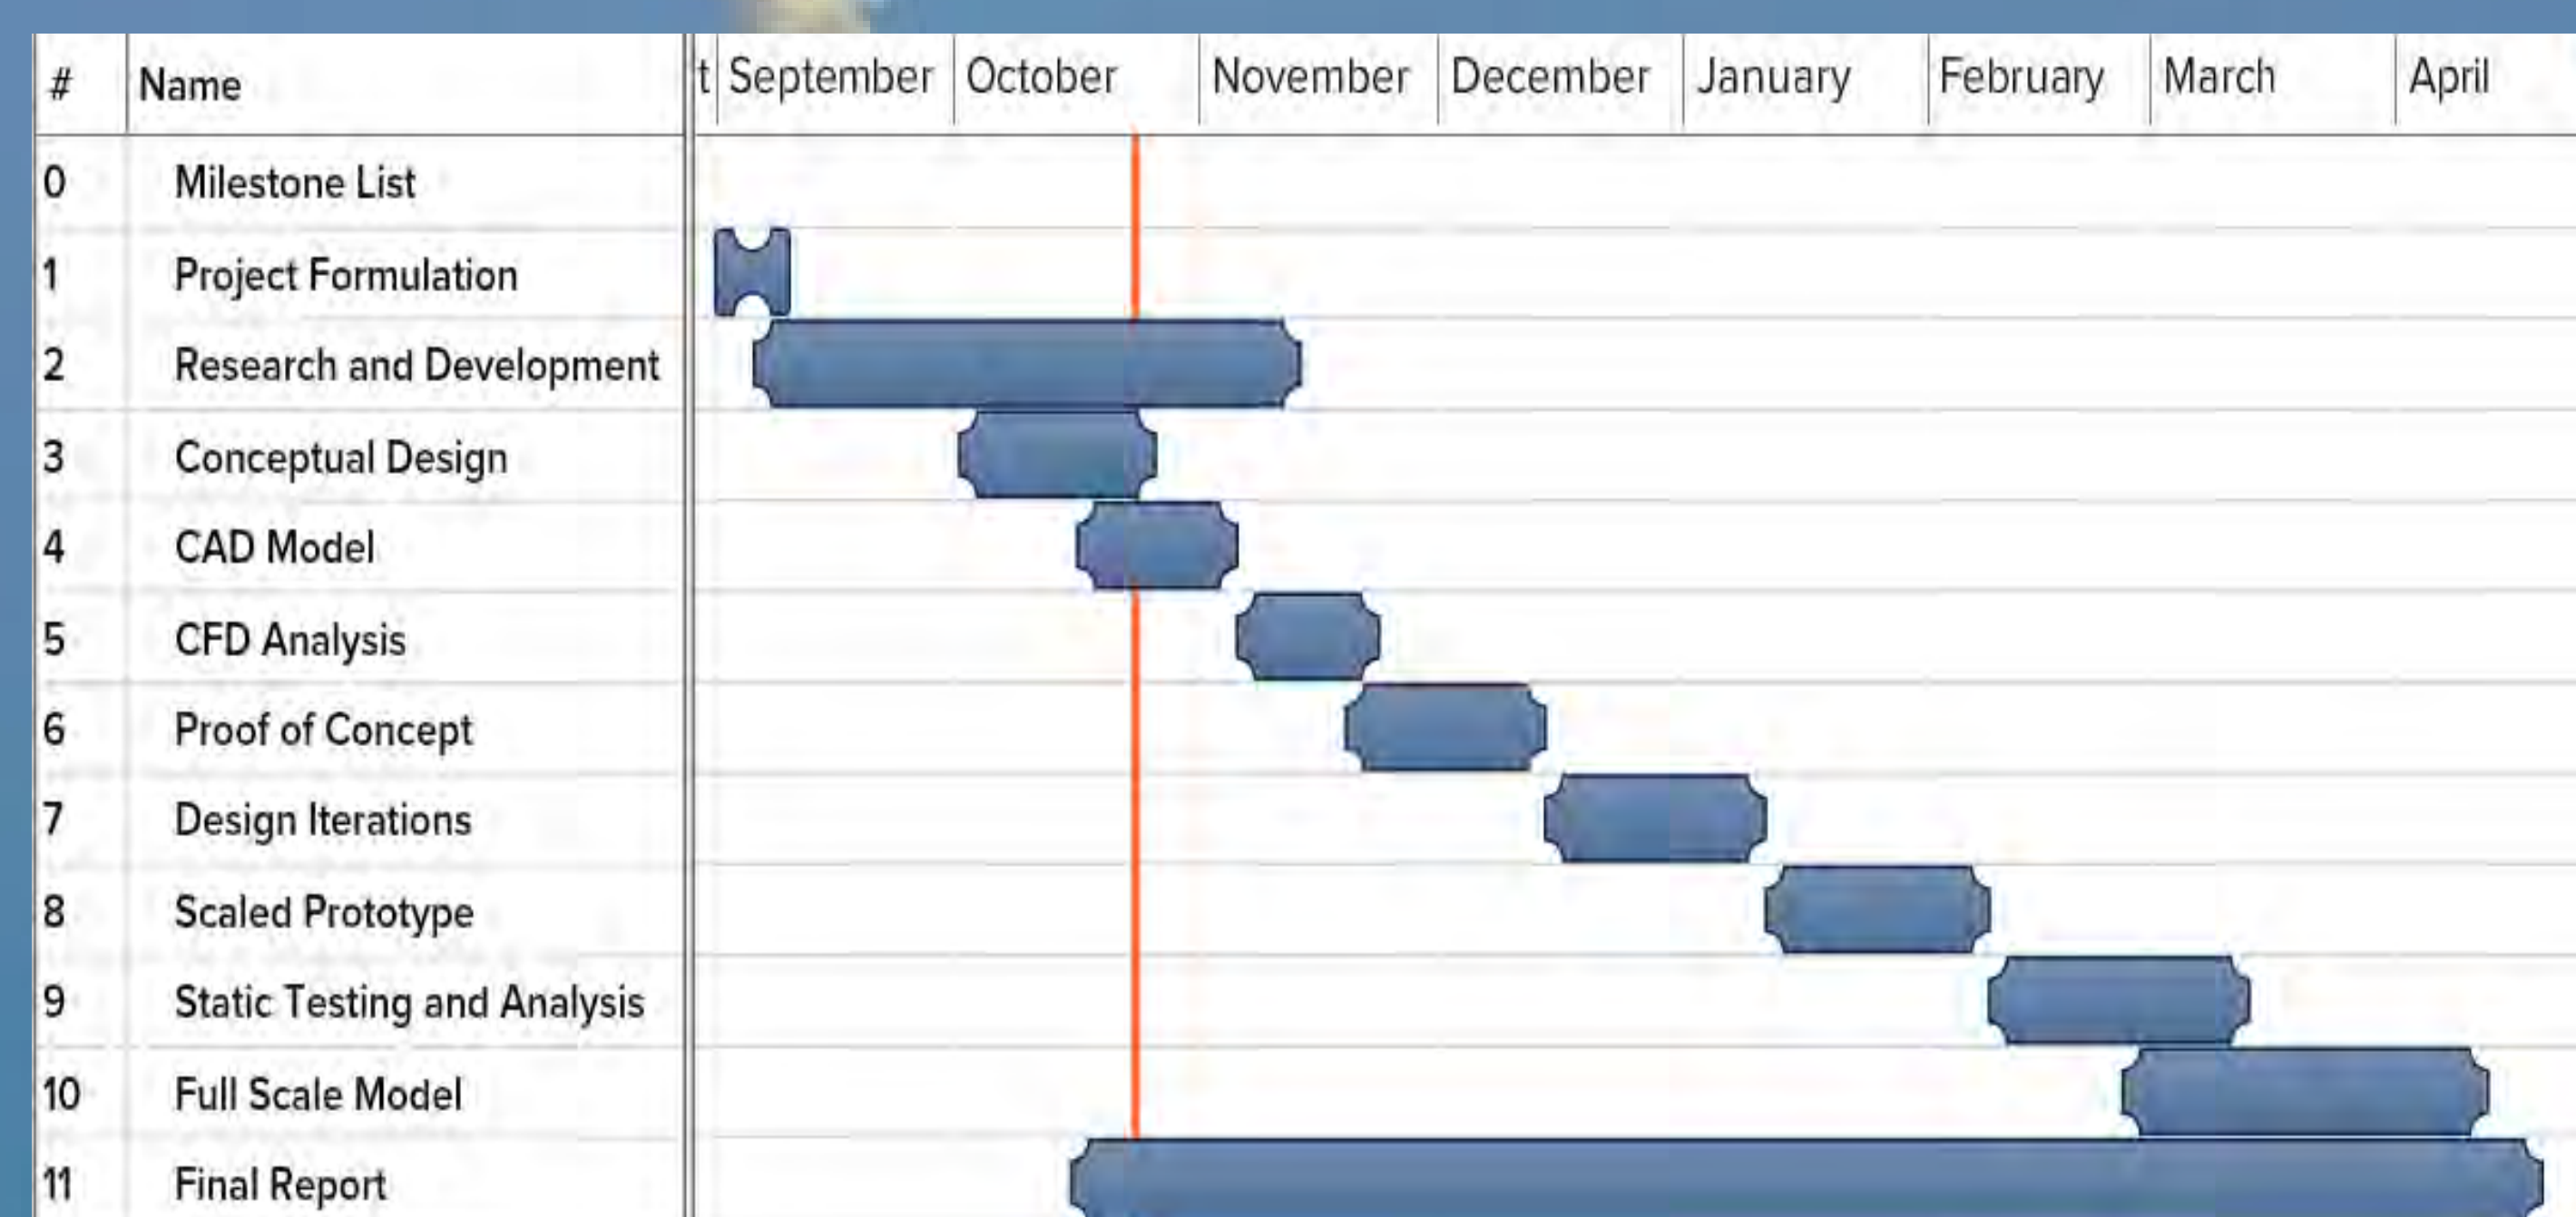 # Name t September October November December January February March April
0 Milestone List
1 Project Formulation
2 Research and Development
3 Conceptual Design
4 CAD Model
5 CFD Analysis
6 Proof of Concept
7 Design Iterations
8 Scaled Prototype
9 Static Testing and Analysis
10 Full Scale Model
11 Final Report